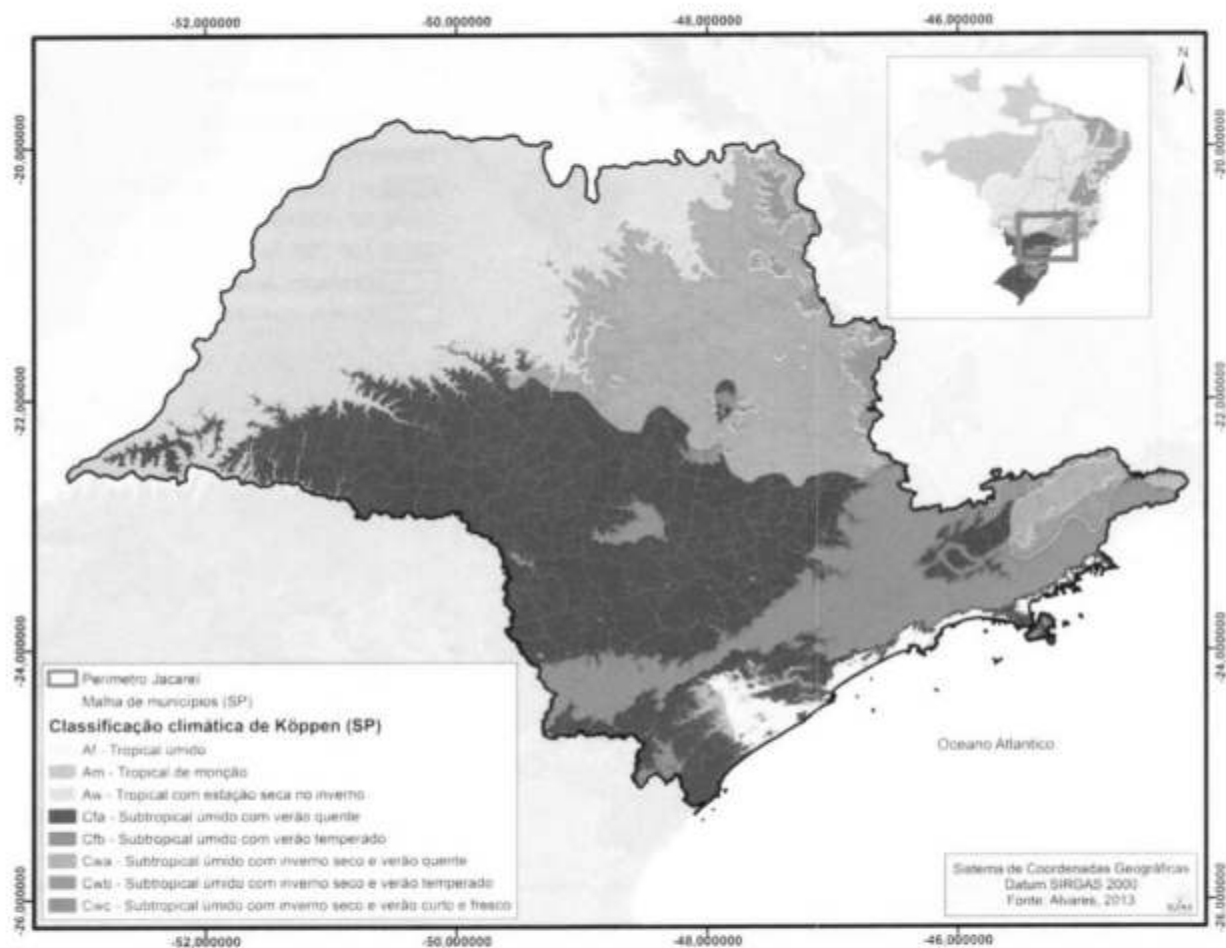 -52.000000
-50.000000
-48.000000
-46.000000
N
-20.000000
-20.000000
-22.000000
-22.000000
-24.000000
-24.000000
-26.000000
-26.000000
Perímetro Jacareí
Malha de municípios (SP)
Classificação climática de Köppen (SP)
Af - Tropical úmido
Am - Tropical de monção
Aw - Tropical com estação seca no inverno
Cfa - Subtropical úmido com verão quente
Cfb - Subtropical úmido com verão temperado
Cwa - Subtropical úmido com inverno seco e verão quente
Cwb - Subtropical úmido com inverno seco e verão temperado
Cwc - Subtropical úmido com inverno seco e verão curto e fresco
Oceano Atlantico
Sistema de Coordenadas Geográficas
Datum SIRGAS 2000
Fonte: Alvares, 2013
-52.000000
-50.000000
-48.000000
-46.000000